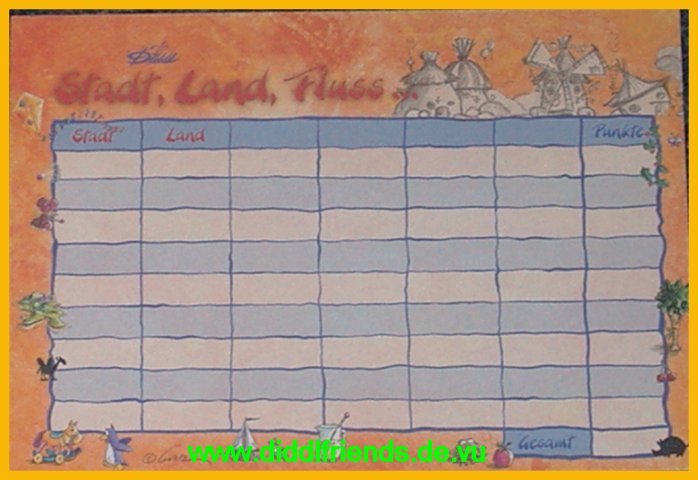 Diddl
Stadt, Land, Fluss ...
Stadt Land Punkte
Gesamt
www.diddlfriends.de.vu